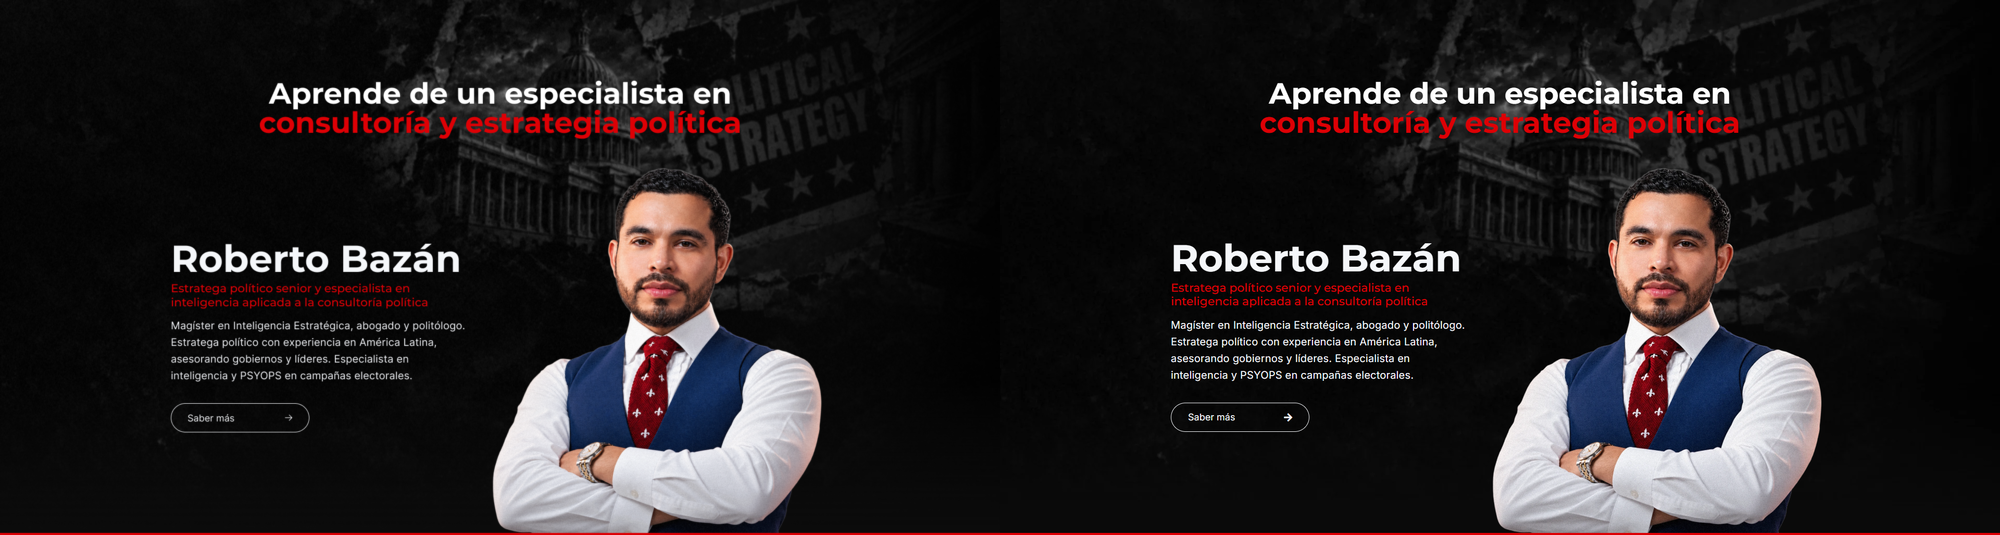 Aprende de un especialista en
consultoría y estrategia política
POLITICAL
STRATEGY
Roberto Bazán
Estratega político senior y especialista en
inteligencia aplicada a la consultoría política
Magíster en Inteligencia Estratégica, abogado y politólogo.
Estratega político con experiencia en América Latina,
asesorando gobiernos y líderes. Especialista en
inteligencia y PSYOPS en campañas electorales.
Saber más
Aprende de un especialista en
consultoría y estrategia política
POLITICAL
STRATEGY
Roberto Bazán
Estratega político senior y especialista en
inteligencia aplicada a la consultoría política
Magíster en Inteligencia Estratégica, abogado y politólogo.
Estratega político con experiencia en América Latina,
asesorando gobiernos y líderes. Especialista en
inteligencia y PSYOPS en campañas electorales.
Saber más